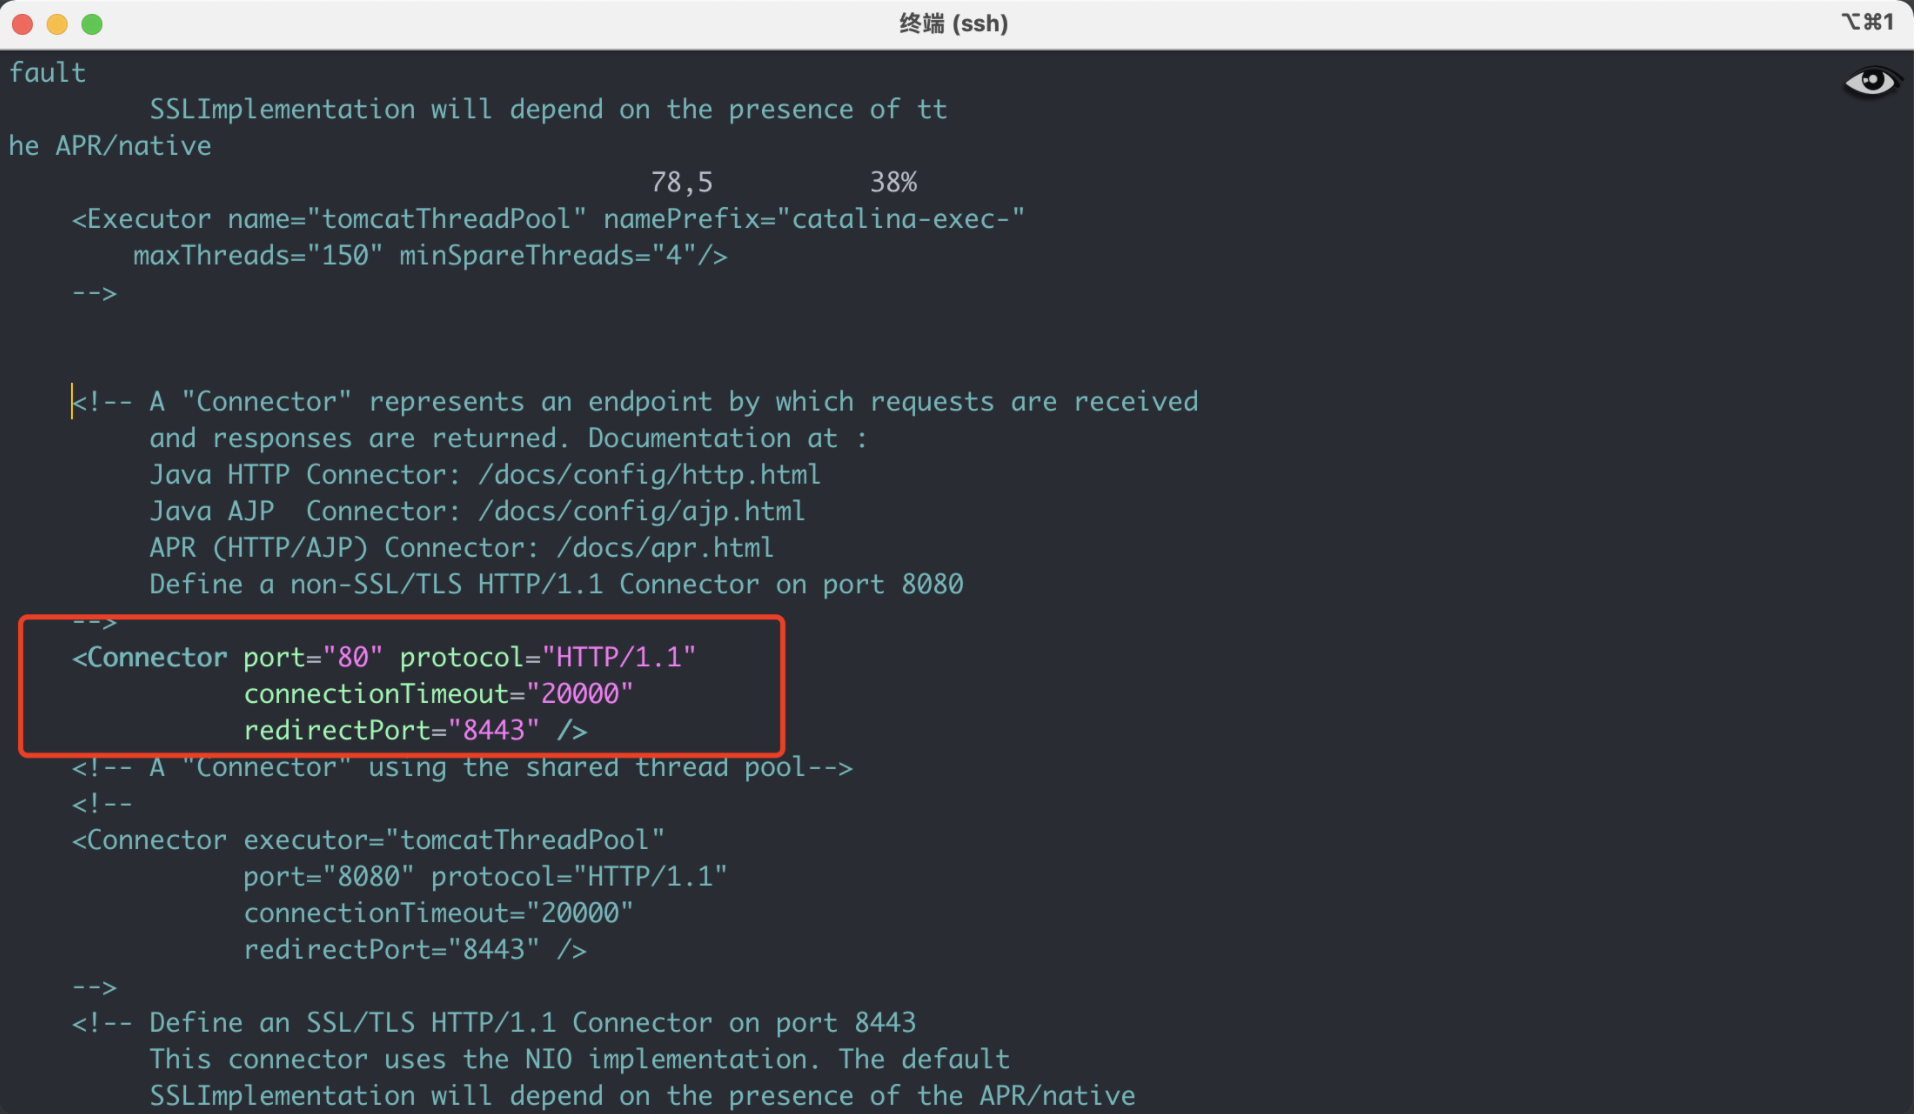 终端 (ssh)
⌥⌘1
fault
SSLImplementation will depend on the presence of tt
he APR/native
78,5 38%
<Executor name="tomcatThreadPool" namePrefix="catalina-exec-"
maxThreads="150" minSpareThreads="4"/>
-->
<!-- A "Connector" represents an endpoint by which requests are received
and responses are returned. Documentation at :
Java HTTP Connector: /docs/config/http.html
Java AJP  Connector: /docs/config/ajp.html
APR (HTTP/AJP) Connector: /docs/apr.html
Define a non-SSL/TLS HTTP/1.1 Connector on port 8080
-->
<Connector port="80" protocol="HTTP/1.1"
connectionTimeout="20000"
redirectPort="8443" />
<!-- A "Connector" using the shared thread pool-->
<!--
<Connector executor="tomcatThreadPool"
port="8080" protocol="HTTP/1.1"
connectionTimeout="20000"
redirectPort="8443" />
-->
<!-- Define an SSL/TLS HTTP/1.1 Connector on port 8443
This connector uses the NIO implementation. The default
SSLImplementation will depend on the presence of the APR/native